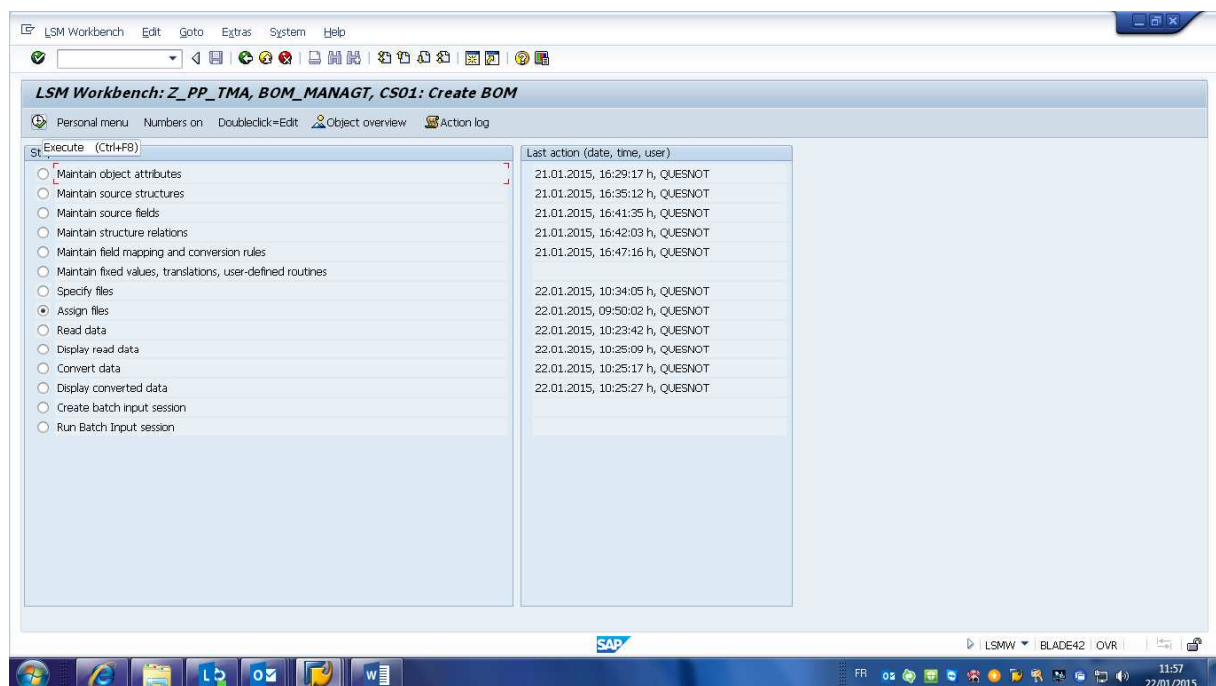 LSM Workbench Edit Goto Extras System Help
LSM Workbench: Z_PP_TMA, BOM_MANAGT, CS01: Create BOM
Personal menu Numbers on Doubleclick=Edit Object overview Action log
Execute (Ctrl+F8)
St Last action (date, time, user)
Maintain object attributes 21.01.2015, 16:29:17 h, QUESNOT
Maintain source structures 21.01.2015, 16:35:12 h, QUESNOT
Maintain source fields 21.01.2015, 16:41:35 h, QUESNOT
Maintain structure relations 21.01.2015, 16:42:03 h, QUESNOT
Maintain field mapping and conversion rules 21.01.2015, 16:47:16 h, QUESNOT
Maintain fixed values, translations, user-defined routines
Specify files 22.01.2015, 10:34:05 h, QUESNOT
Assign files 22.01.2015, 09:50:02 h, QUESNOT
Read data 22.01.2015, 10:23:42 h, QUESNOT
Display read data 22.01.2015, 10:25:09 h, QUESNOT
Convert data 22.01.2015, 10:25:17 h, QUESNOT
Display converted data 22.01.2015, 10:25:27 h, QUESNOT
Create batch input session
Run Batch Input session
SAP LSMW BLADE42 OVR
FR 11:57
22/01/2015